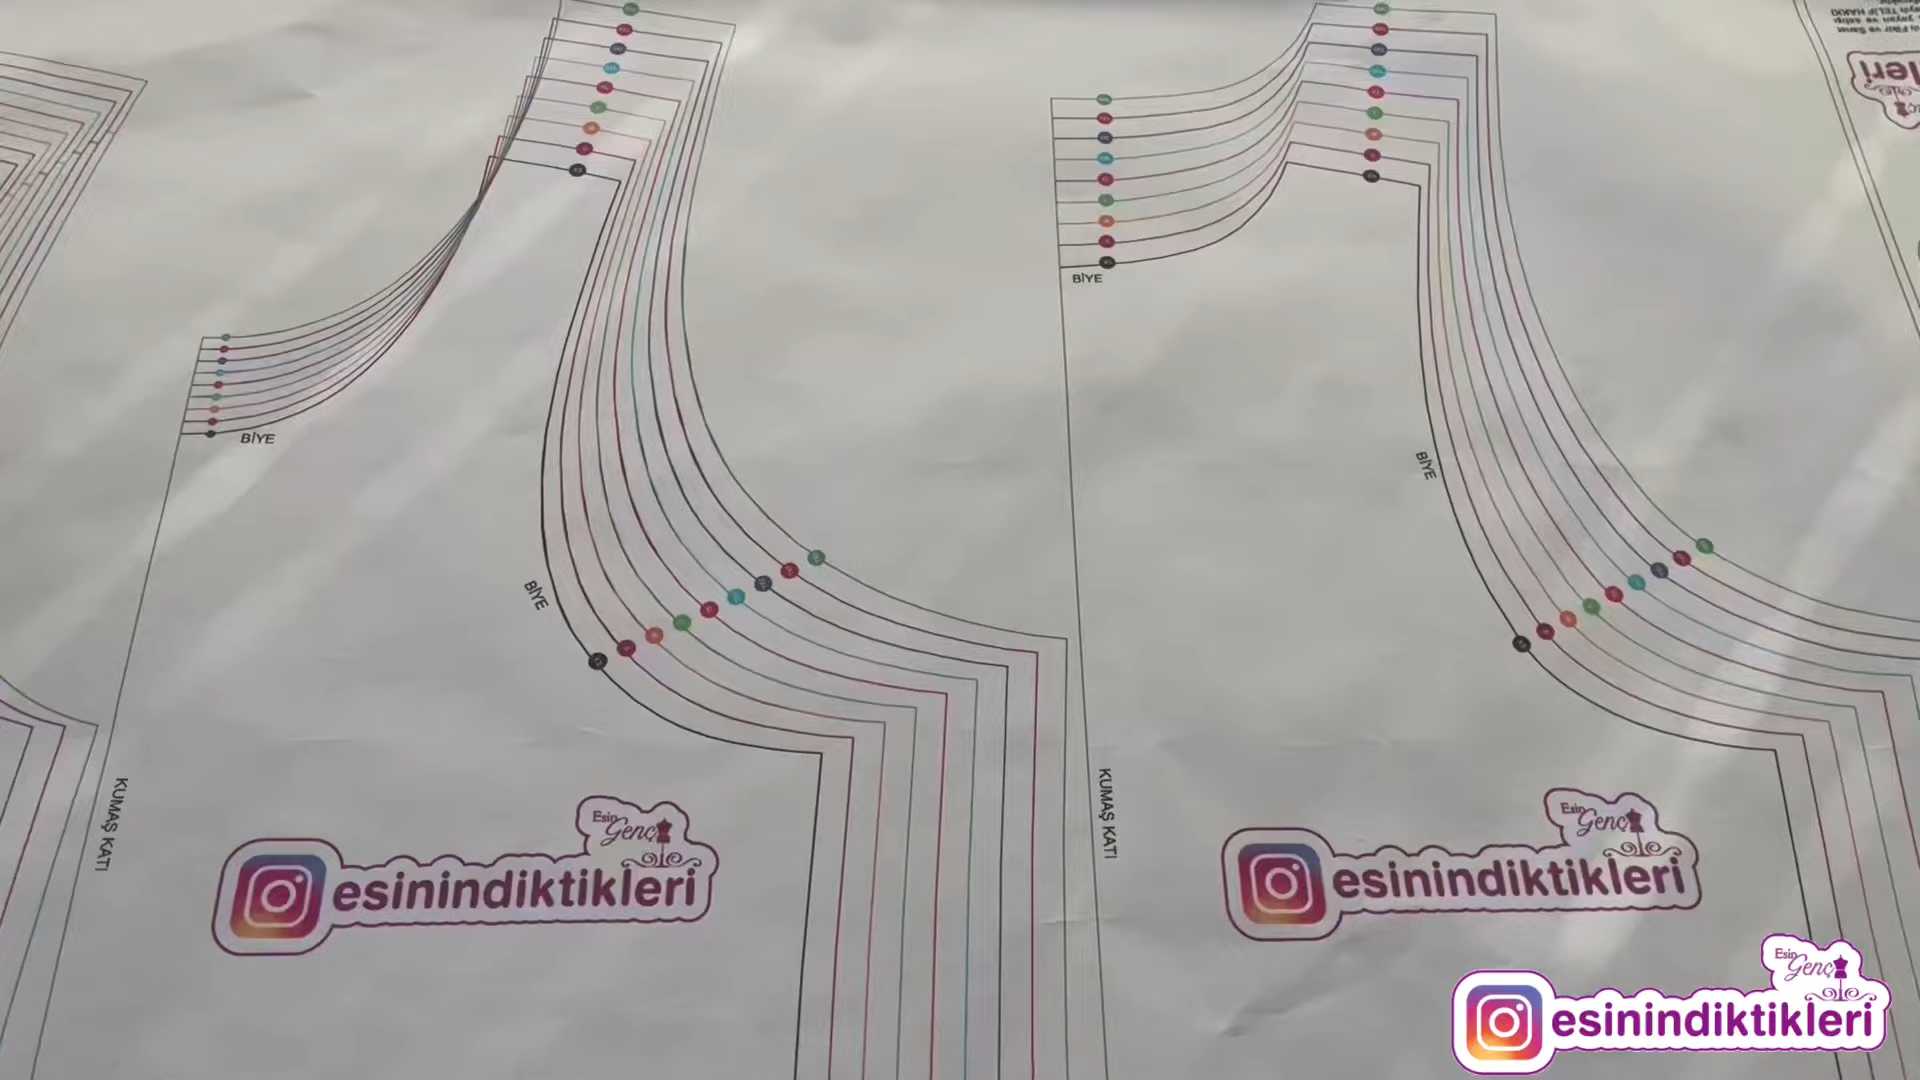 BİYE
BİYE
KUMAŞ KATI
Esin
Genç
esinindiktikleri
BİYE
BİYE
KUMAŞ KATI
Esin
Genç
esinindiktikleri
Esin
Genç
esinindiktikleri